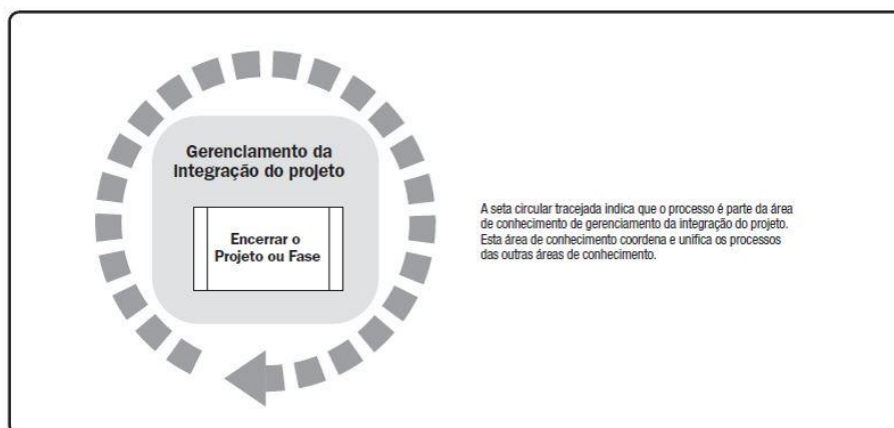 Gerenciamento da
Integração do projeto
Encerrar o
Projeto ou Fase
A seta circular tracejada indica que o processo é parte da área
de conhecimento de gerenciamento da integração do projeto.
Esta área de conhecimento coordena e unifica os processos
das outras áreas de conhecimento.